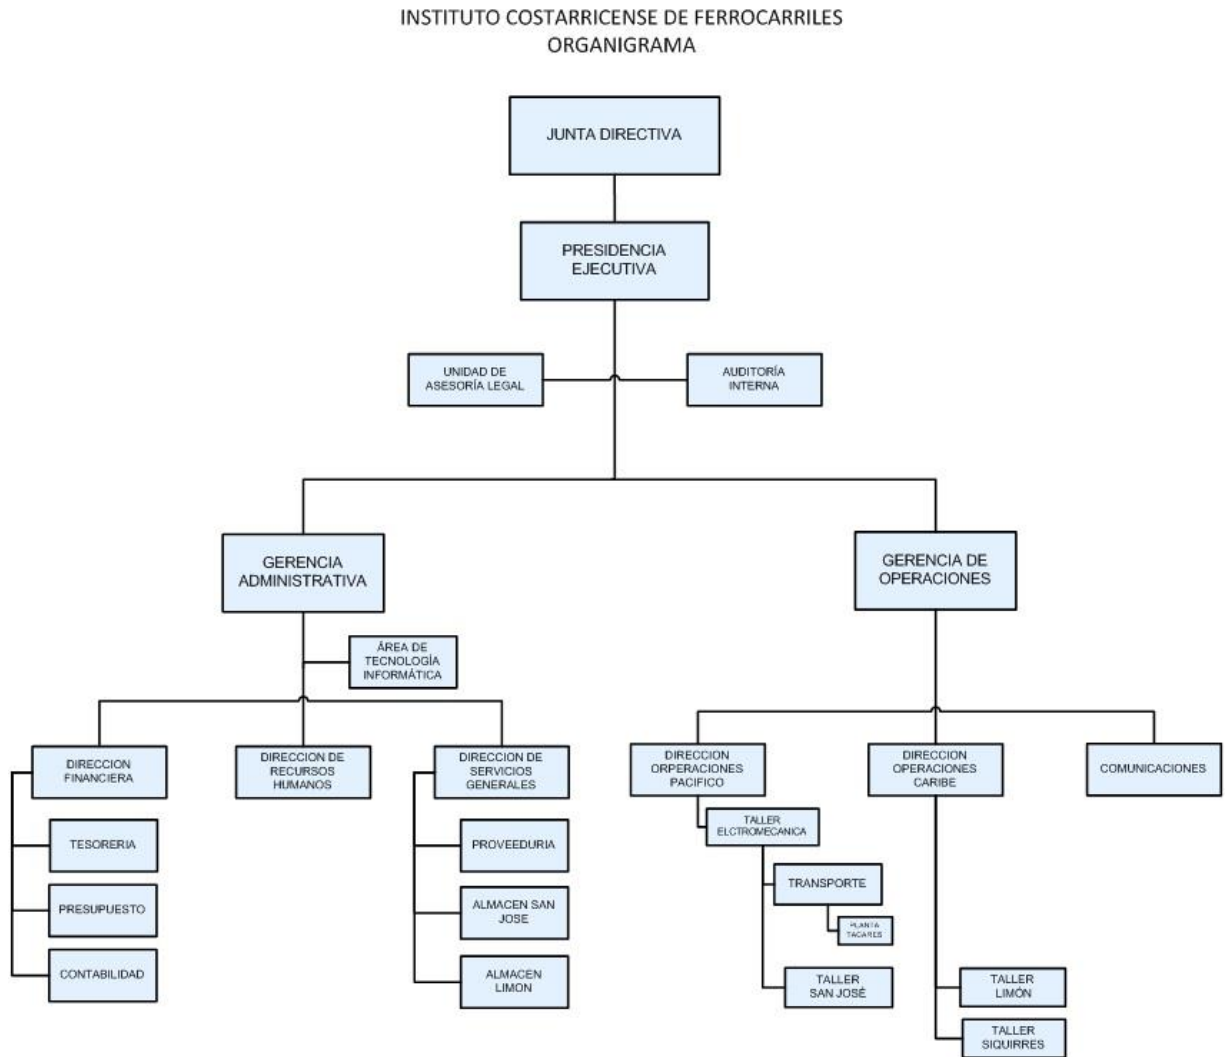 INSTITUTO COSTARRICENSE DE FERROCARRILES
ORGANIGRAMA
JUNTA DIRECTIVA
PRESIDENCIA
EJECUTIVA
UNIDAD DE
ASESORÍA LEGAL
AUDITORÍA
INTERNA
GERENCIA
ADMINISTRATIVA
GERENCIA DE
OPERACIONES
ÁREA DE
TECNOLOGÍA
INFORMÁTICA
DIRECCION
FINANCIERA
DIRECCION DE
RECURSOS
HUMANOS
DIRECCION DE
SERVICIOS
GENERALES
DIRECCION
ORPERACIONES
PACIFICO
DIRECCION
OPERACIONES
CARIBE
COMUNICACIONES
TESORERIA
PRESUPUESTO
CONTABILIDAD
PROVEEDURIA
ALMACEN SAN
JOSE
ALMACEN
LIMON
TALLER
ELCTROMECANICA
TRANSPORTE
PLANTA
TACARES
TALLER
SAN JOSÉ
TALLER
LIMÓN
TALLER
SIQUIRRES